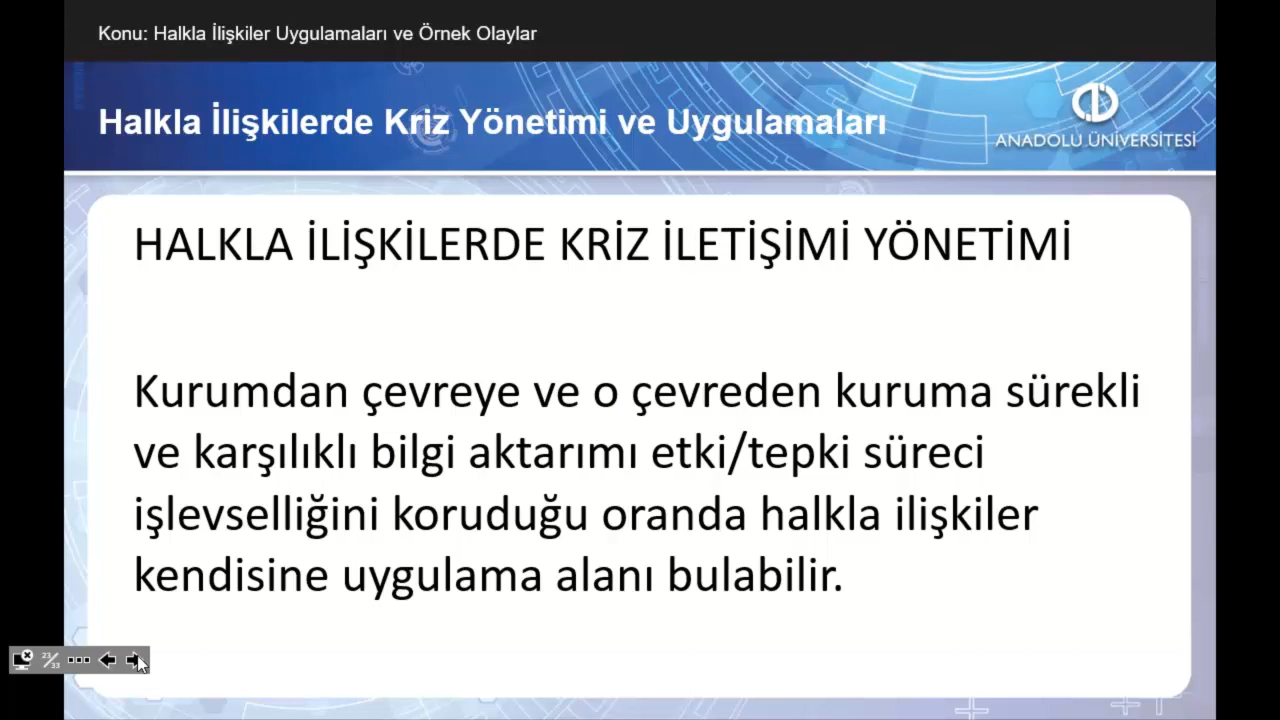 Konu: Halkla İlişkiler Uygulamaları ve Örnek Olaylar
Halkla İlişkilerde Kriz Yönetimi ve Uygulamaları
ANADOLU ÜNİVERSİTESİ
HALKLA İLİŞKİLERDE KRİZ İLETİŞİMİ YÖNETİMİ
Kurumdan çevreye ve o çevreden kuruma sürekli
ve karşılıklı bilgi aktarımı etki/tepki süreci
işlevselliğini koruduğu oranda halkla ilişkiler
kendisine uygulama alanı bulabilir.
23/33